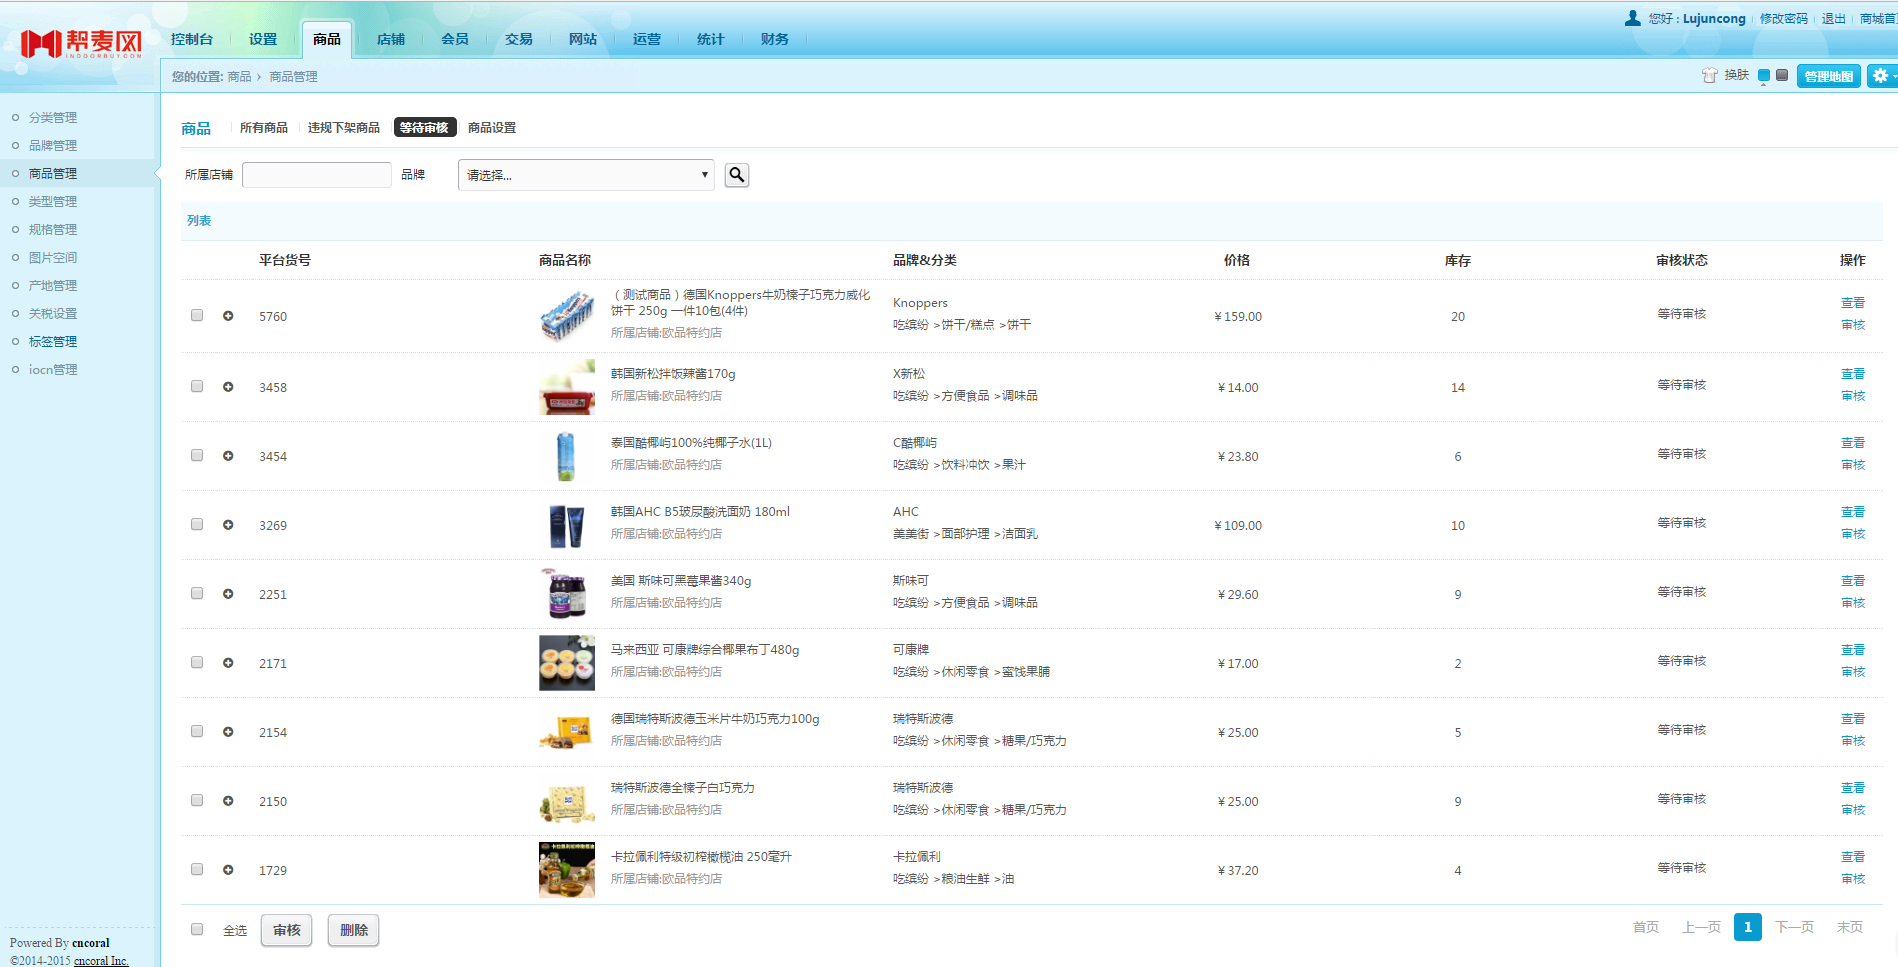 帮麦网
INDOORBUY.COM
控制台 设置 商品 店铺 会员 交易 网站 运营 统计 财务
您好 : Lujuncong 修改密码 退出 商城首
您的位置: 商品 › 商品管理
换肤 管理地图
分类管理
品牌管理
商品管理
类型管理
规格管理
图片空间
产地管理
关税设置
标签管理
iocn管理
商品 所有商品 违规下架商品 等待审核 商品设置
所属店铺 品牌 请选择...
列表
平台货号 商品名称 品牌&分类 价格 库存 审核状态 操作
5760 （测试商品）德国Knoppers牛奶榛子巧克力威化
饼干 250g 一件10包(4件)
所属店铺:欧品特约店
Knoppers
吃缤纷 >饼干/糕点 >饼干
¥159.00 20 等待审核 查看
审核
3458 韩国新松拌饭辣酱170g
所属店铺:欧品特约店
X新松
吃缤纷 >方便食品 >调味品
¥14.00 14 等待审核 查看
审核
3454 泰国酷椰屿100%纯椰子水(1L)
所属店铺:欧品特约店
C酷椰屿
吃缤纷 >饮料冲饮 >果汁
¥23.80 6 等待审核 查看
审核
3269 韩国AHC B5玻尿酸洗面奶 180ml
所属店铺:欧品特约店
AHC
美美街 >面部护理 >洁面乳
¥109.00 10 等待审核 查看
审核
2251 美国 斯味可黑莓果酱340g
所属店铺:欧品特约店
斯味可
吃缤纷 >方便食品 >调味品
¥29.60 9 等待审核 查看
审核
2171 马来西亚 可康牌综合椰果布丁480g
所属店铺:欧品特约店
可康牌
吃缤纷 >休闲零食 >蜜饯果脯
¥17.00 2 等待审核 查看
审核
2154 德国瑞特斯波德玉米片牛奶巧克力100g
所属店铺:欧品特约店
瑞特斯波德
吃缤纷 >休闲零食 >糖果/巧克力
¥25.00 5 等待审核 查看
审核
2150 瑞特斯波德全榛子白巧克力
所属店铺:欧品特约店
瑞特斯波德
吃缤纷 >休闲零食 >糖果/巧克力
¥25.00 9 等待审核 查看
审核
卡拉佩利初榨橄榄油
1729 卡拉佩利特级初榨橄榄油 250毫升
所属店铺:欧品特约店
卡拉佩利
吃缤纷 >粮油生鲜 >油
¥37.20 4 等待审核 查看
审核
全选 审核 删除
首页 上一页 1 下一页 末页
Powered By cncoral
©2014-2015 cncoral Inc.